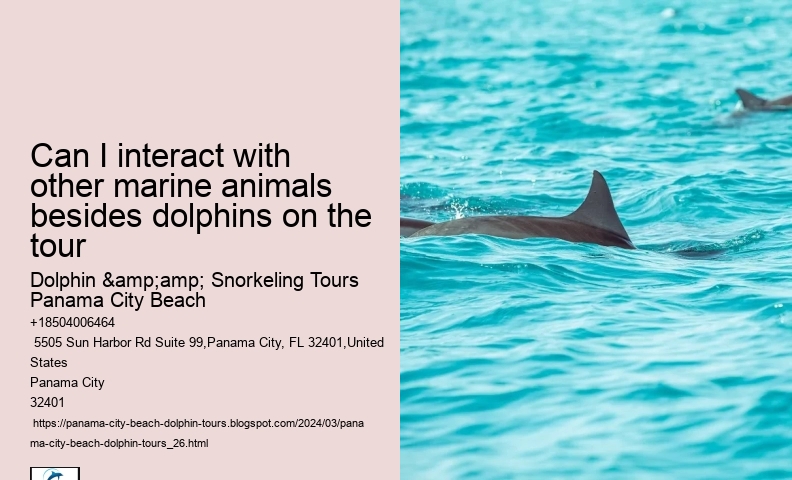 Can I interact with
other marine animals
besides dolphins on the
tour
Dolphin &amp;amp; Snorkeling Tours
Panama City Beach
+18504006464
5505 Sun Harbor Rd Suite 99,Panama City, FL 32401,United
States
Panama City
32401
https://panama-city-beach-dolphin-tours.blogspot.com/2024/03/pana
ma-city-beach-dolphin-tours_26.html